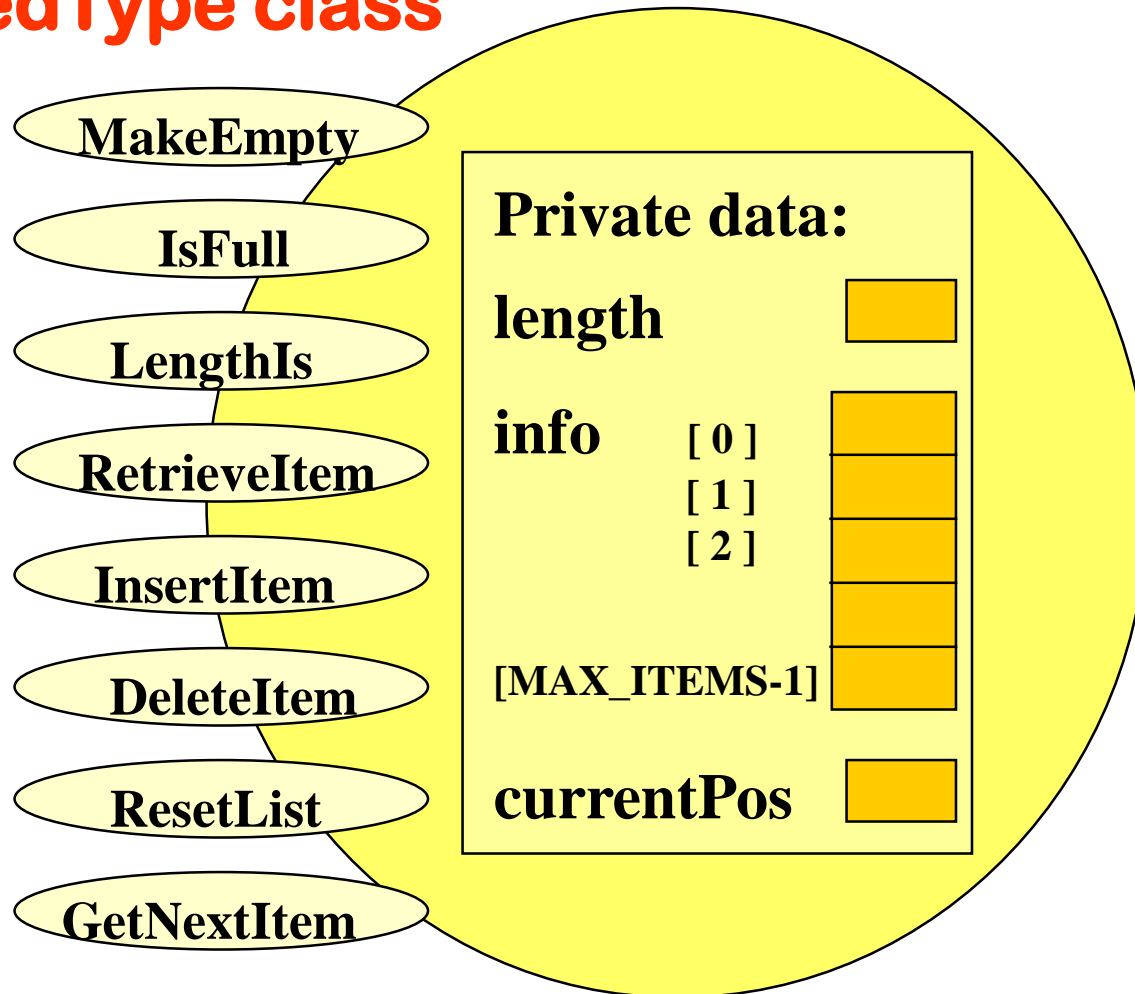 edType class
MakeEmpty
IsFull
LengthIs
RetrieveItem
InsertItem
DeleteItem
ResetList
GetNextItem
Private data:
length
info [ 0 ]
[ 1 ]
[ 2 ]
[MAX_ITEMS-1]
currentPos